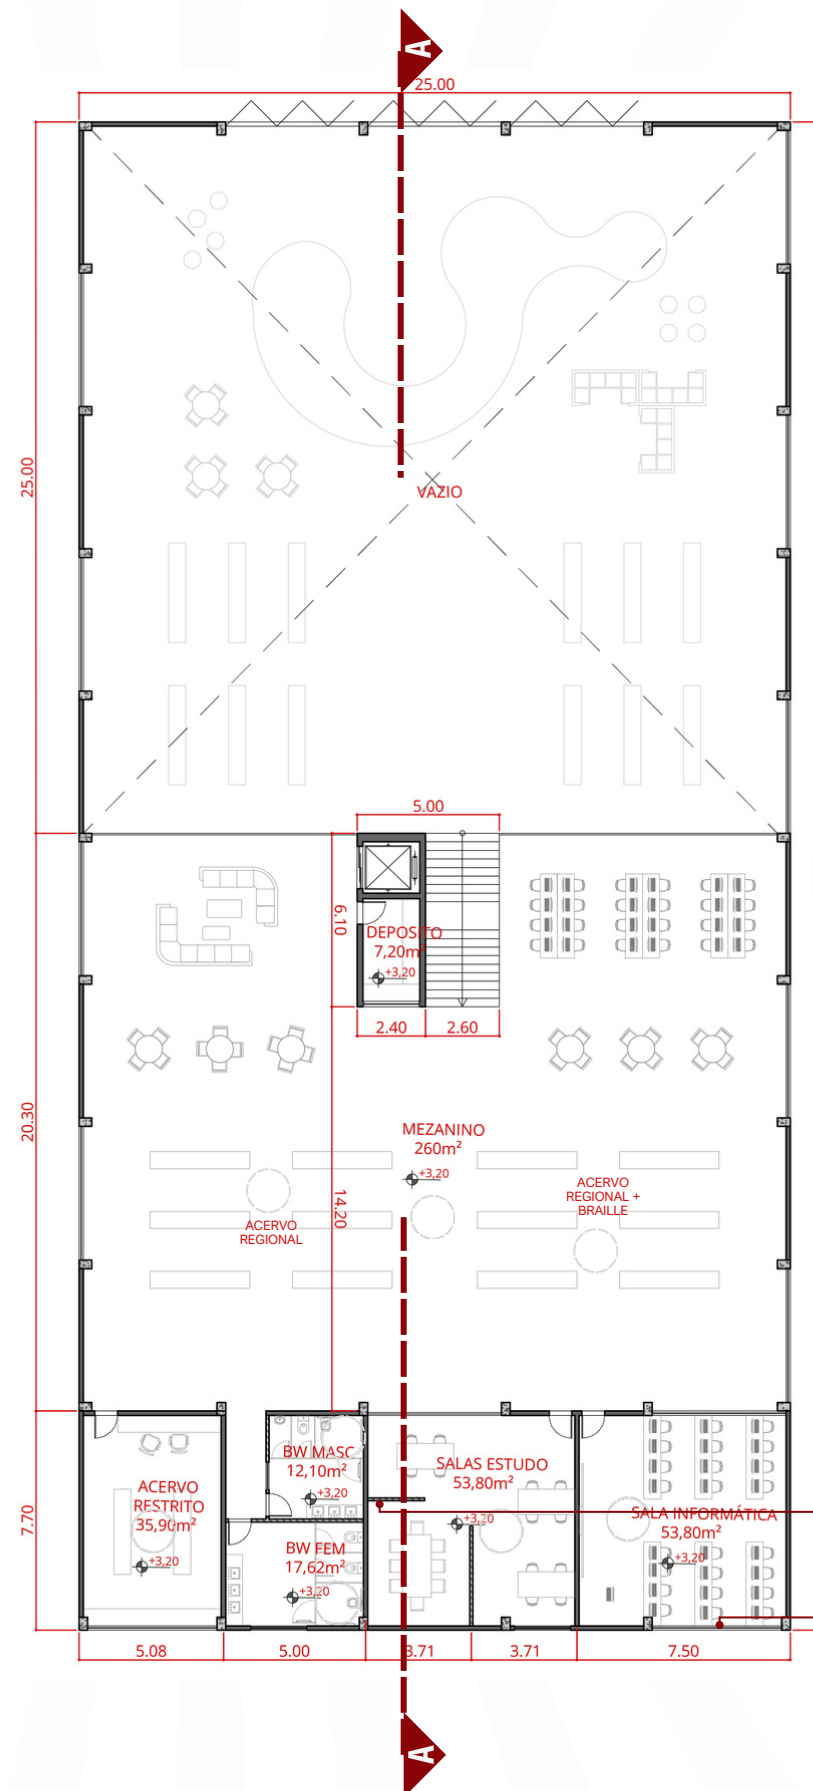 A
25.00
25.00
VAZIO
5.00
6.10
DEPOSITO
7,20m²
+3,20
2.40
2.60
20.30
MEZANINO
260m²
+3,20
14.20
ACERVO
REGIONAL
ACERVO
REGIONAL +
BRAILLE
7.70
ACERVO
RESTRITO
35,90m²
+3,20
BW MASC
12,10m²
+3,20
BW FEM
17,62m²
+3,20
SALAS ESTUDO
53,80m²
+3,20
SALA INFORMÁTICA
53,80m²
+3,20
5.08
5.00
3.71
3.71
7.50
A